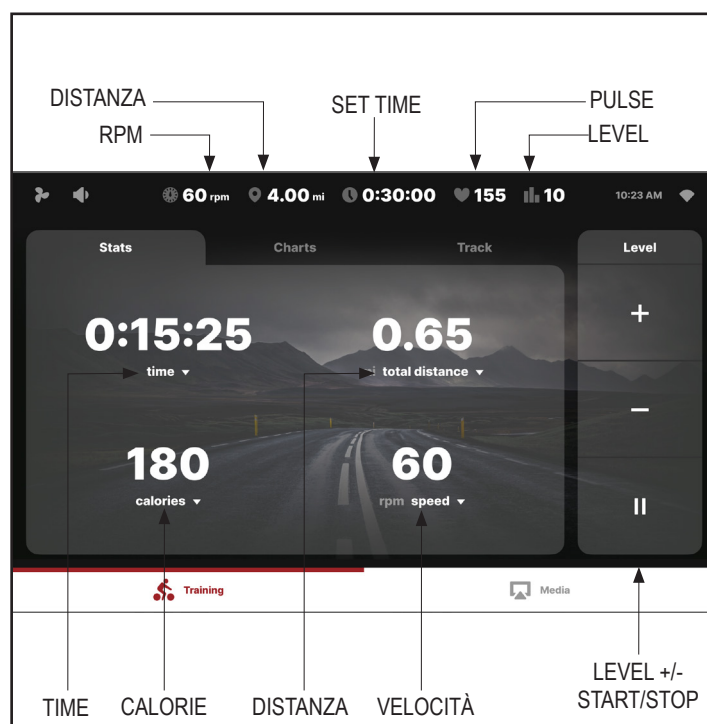 DISTANZA
SET TIME
PULSE
RPM
LEVEL
60 rpm
4.00 mi
0:30:00
155
10
10:23 AM
Stats
Charts
Track
Level
+
0:15:25
0.65
time
total distance
−
180
60
calories
rpm speed
Training
Media
LEVEL +/-
START/STOP
TIME
CALORIE
DISTANZA
VELOCITÀ